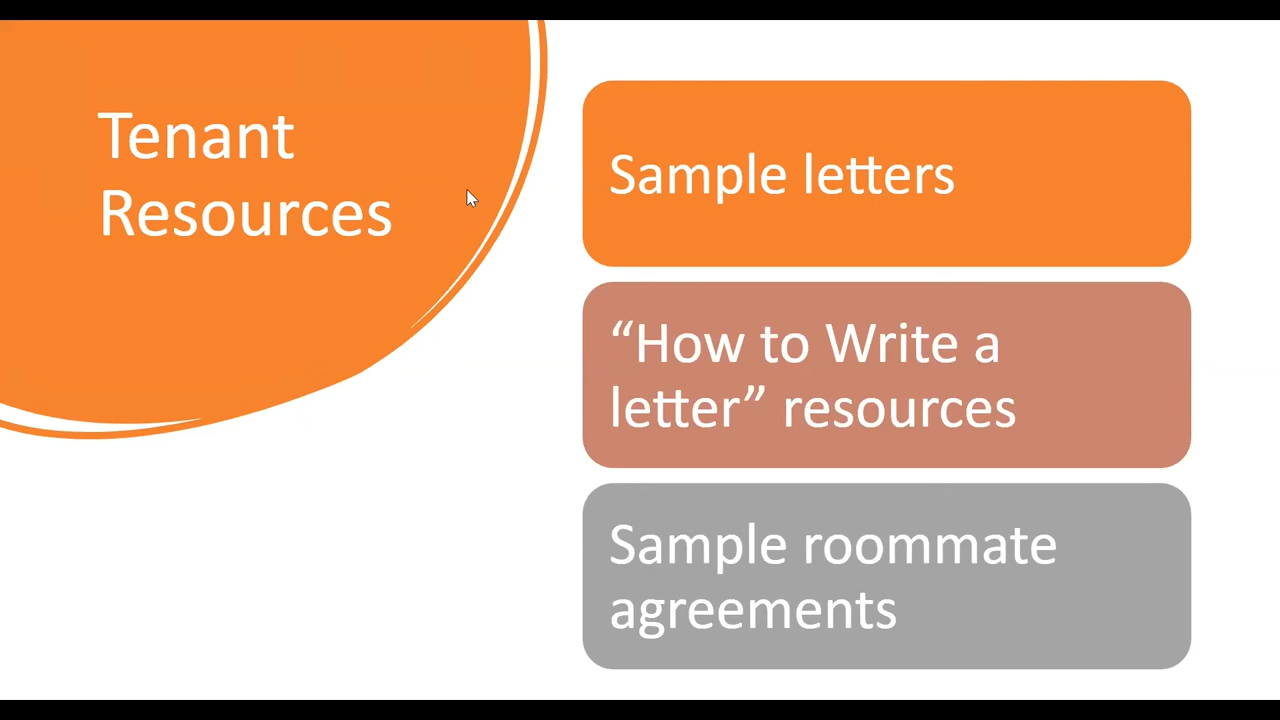 Tenant
Resources
Sample letters
“How to Write a
letter” resources
Sample roommate
agreements